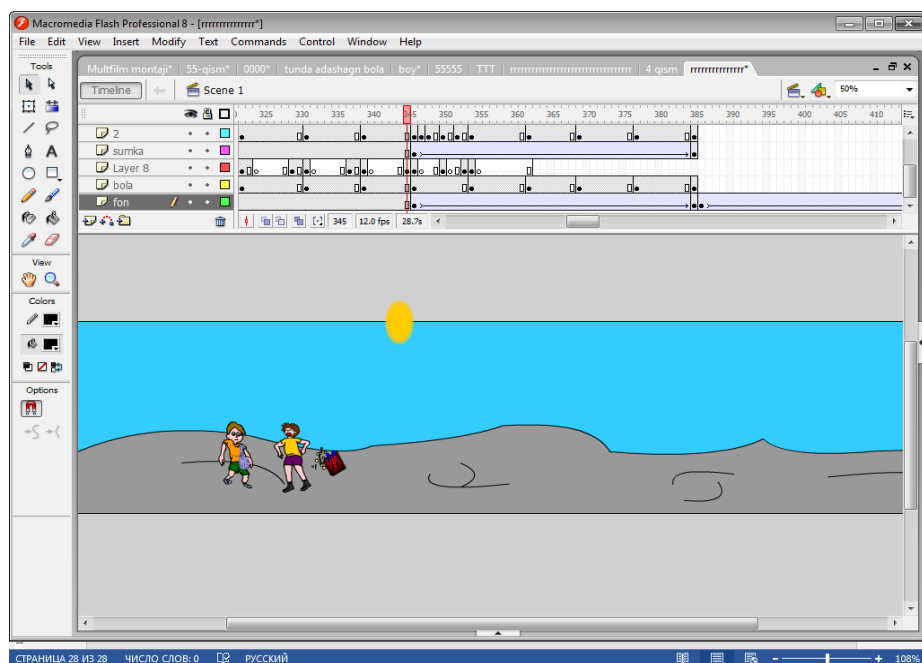 Macromedia Flash Professional 8 - [rrrrrrrrrrrrrrr*]
File Edit View Insert Modify Text Commands Control Window Help
Tools
Multfilm montaji* 55-qism* 0000* tunda adashagn bola boy* 55555 TTT rrrrrrrrrrrrrrrrrrrrrrrrrrrrrrrrr 4 qism rrrrrrrrrrrrrrr*
Timeline Scene 1 50%
325 330 335 340 345 350 355 360 365 370 375 380 385 390 395 400 405 410
2
sumka
Layer 8
bola
fon
345 12.0 fps 28.7s
View
Colors
Options
СТРАНИЦА 28 ИЗ 28 ЧИСЛО СЛОВ: 0 РУССКИЙ 108%